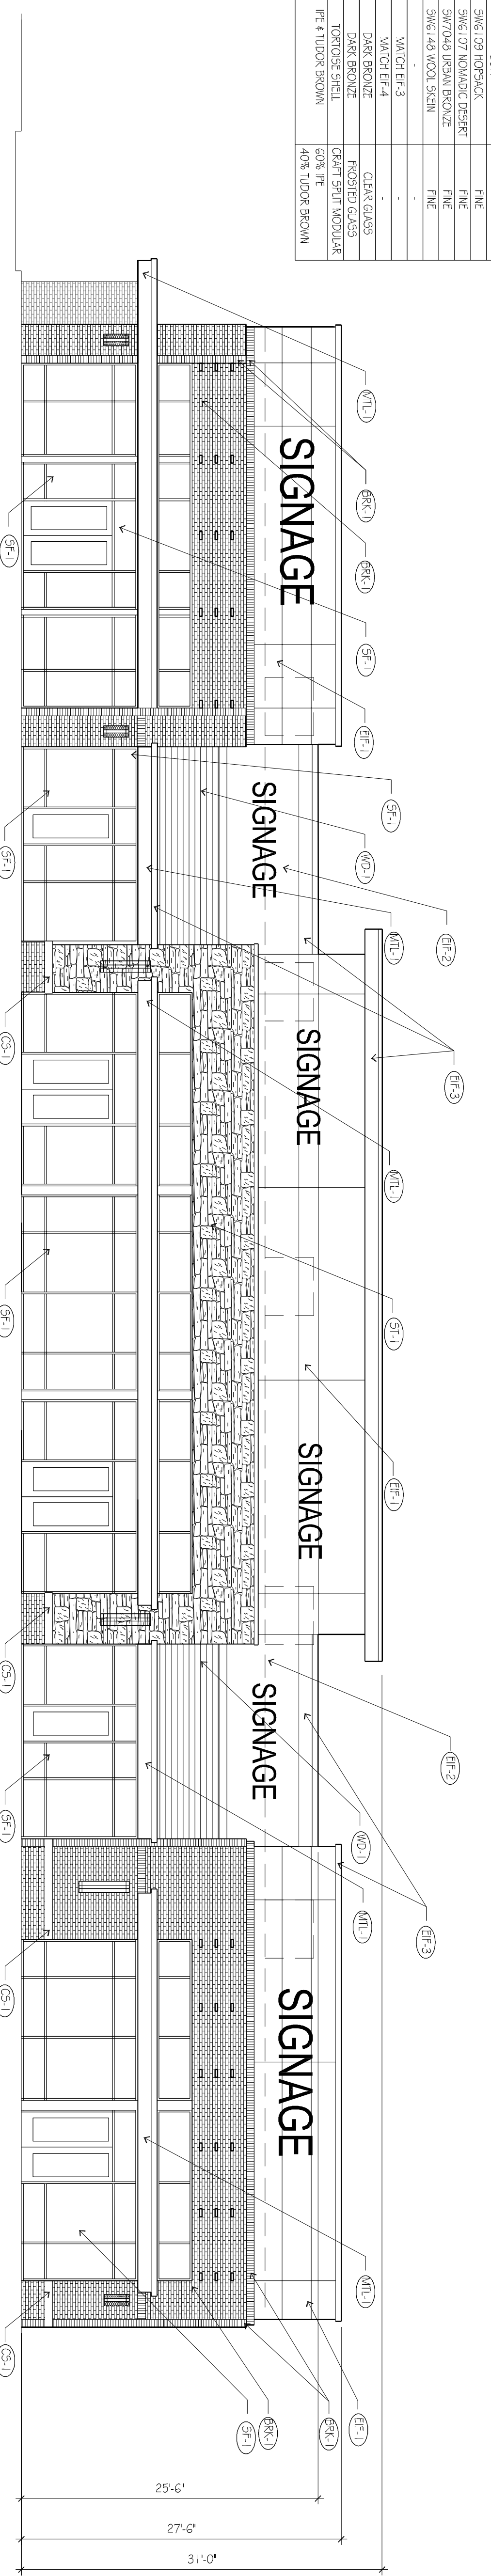 SW6109 HOPSACK FINE
SW6107 NOMADIC DESERT FINE
SW7048 URBAN BRONZE FINE
SW6148 WOOL SKEIN FINE
- -
MATCH EIF-3 -
MATCH EIF-4 -
DARK BRONZE CLEAR GLASS
DARK BRONZE FROSTED GLASS
TORTOISE SHELL CRAFT SPLIT MODULAR
IPE & TUDOR BROWN 60% IPE
40% TUDOR BROWN
MTL-1
BRK-1
BRK-1
SF-1
EIF-1
SF-1
WD-1
EIF-2
MTL-1
EIF-3
MTL-1
ST-1
EIF-1
EIF-2
WD-1
MTL-1
EIF-3
MTL-1
EIF-1
BRK-1
BRK-1
SF-1
SIGNAGE
SIGNAGE
SIGNAGE
SIGNAGE
SIGNAGE
SIGNAGE
SF-1
SF-1
CS-1
SF-1
CS-1
SF-1
CS-1
CS-1
25'-6"
27'-6"
31'-0"